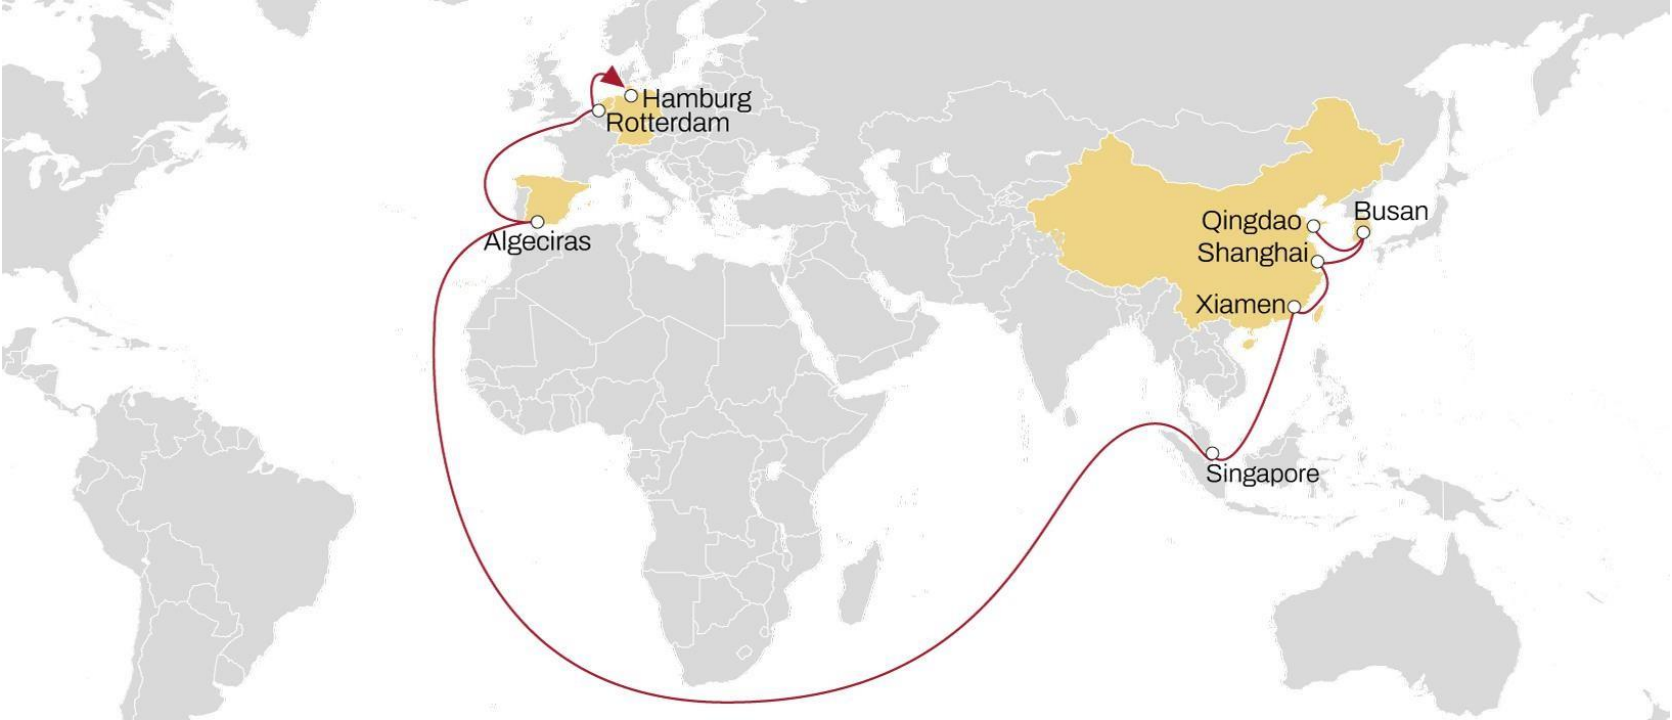 Hamburg
Rotterdam
Algeciras
Qingdao
Busan
Shanghai
Xiamen
Singapore